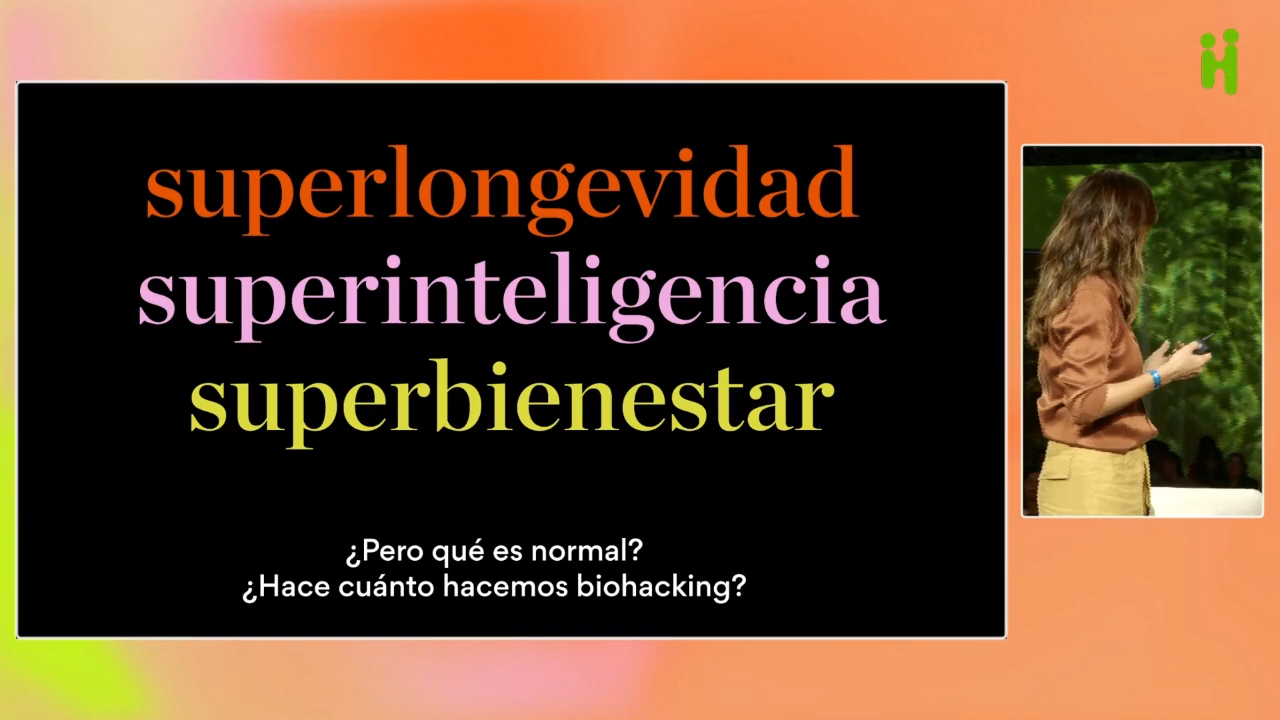 superlongevidad
superinteligencia
superbienestar
¿Pero qué es normal?
¿Hace cuánto hacemos biohacking?